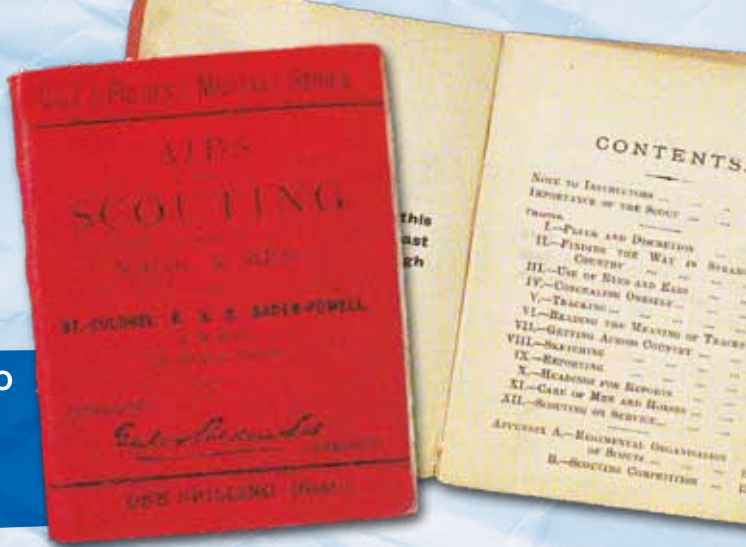 GALE & POLDEN'S MILITARY SERIES
AIDS
SCOUTING
N.-C.OS. & MEN
BT.-COLONEL R. S. S. BADEN-POWELL
ONE SHILLING
this
ast
gh
O
CONTENTS.
NOTE TO INSTRUCTORS
IMPORTANCE OF THE SCOUT
I.—PLUCK AND DISCRETION
II.—FINDING THE WAY IN STRAN
COUNTRY
III.—USE OF EYES AND EARS
IV.—CONCEALING ONESELF
V.—TRACKING
VI.—READING THE MEANING OF TRACKS
VII.—GETTING ACROSS COUNTRY
VIII.—SKETCHING
IX.—REPORTING
X.—HEADINGS FOR REPORTS
XI.—CARE OF MEN AND HORSES
XII.—SCOUTING ON SERVICE
APPENDIX A.—REGIMENTAL ORGANISATION
OF SCOUTS
B.—SCOUTING COMPETITION